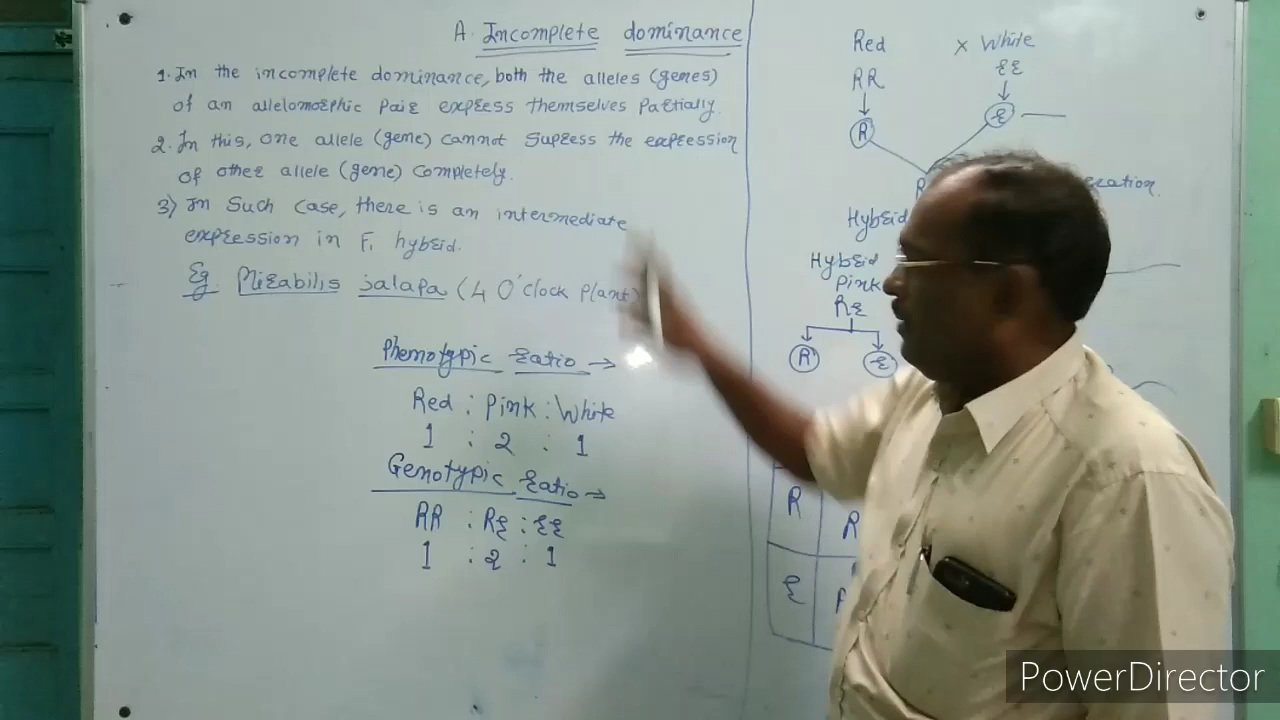 A. Incomplete dominance
1. In the incomplete dominance, both the alleles (genes)
of an allelomorphic pair express themselves partially.
2. In this, one allele (gene) cannot supress the expression
of other allele (gene) completely.
3) In Such case, there is an intermediate
expression in F1 hybrid.
Eg. Mirabilis Jalapa (4 O'clock plant)
Phenotypic ratio →
Red : Pink : White
1 : 2 : 1
Genotypic ratio →
RR : Rr : rr
1 : 2 : 1
Red × White
RR rr
R r
Hybrid
Hybrid
Pink
Rr
R r
R R
r
PowerDirector